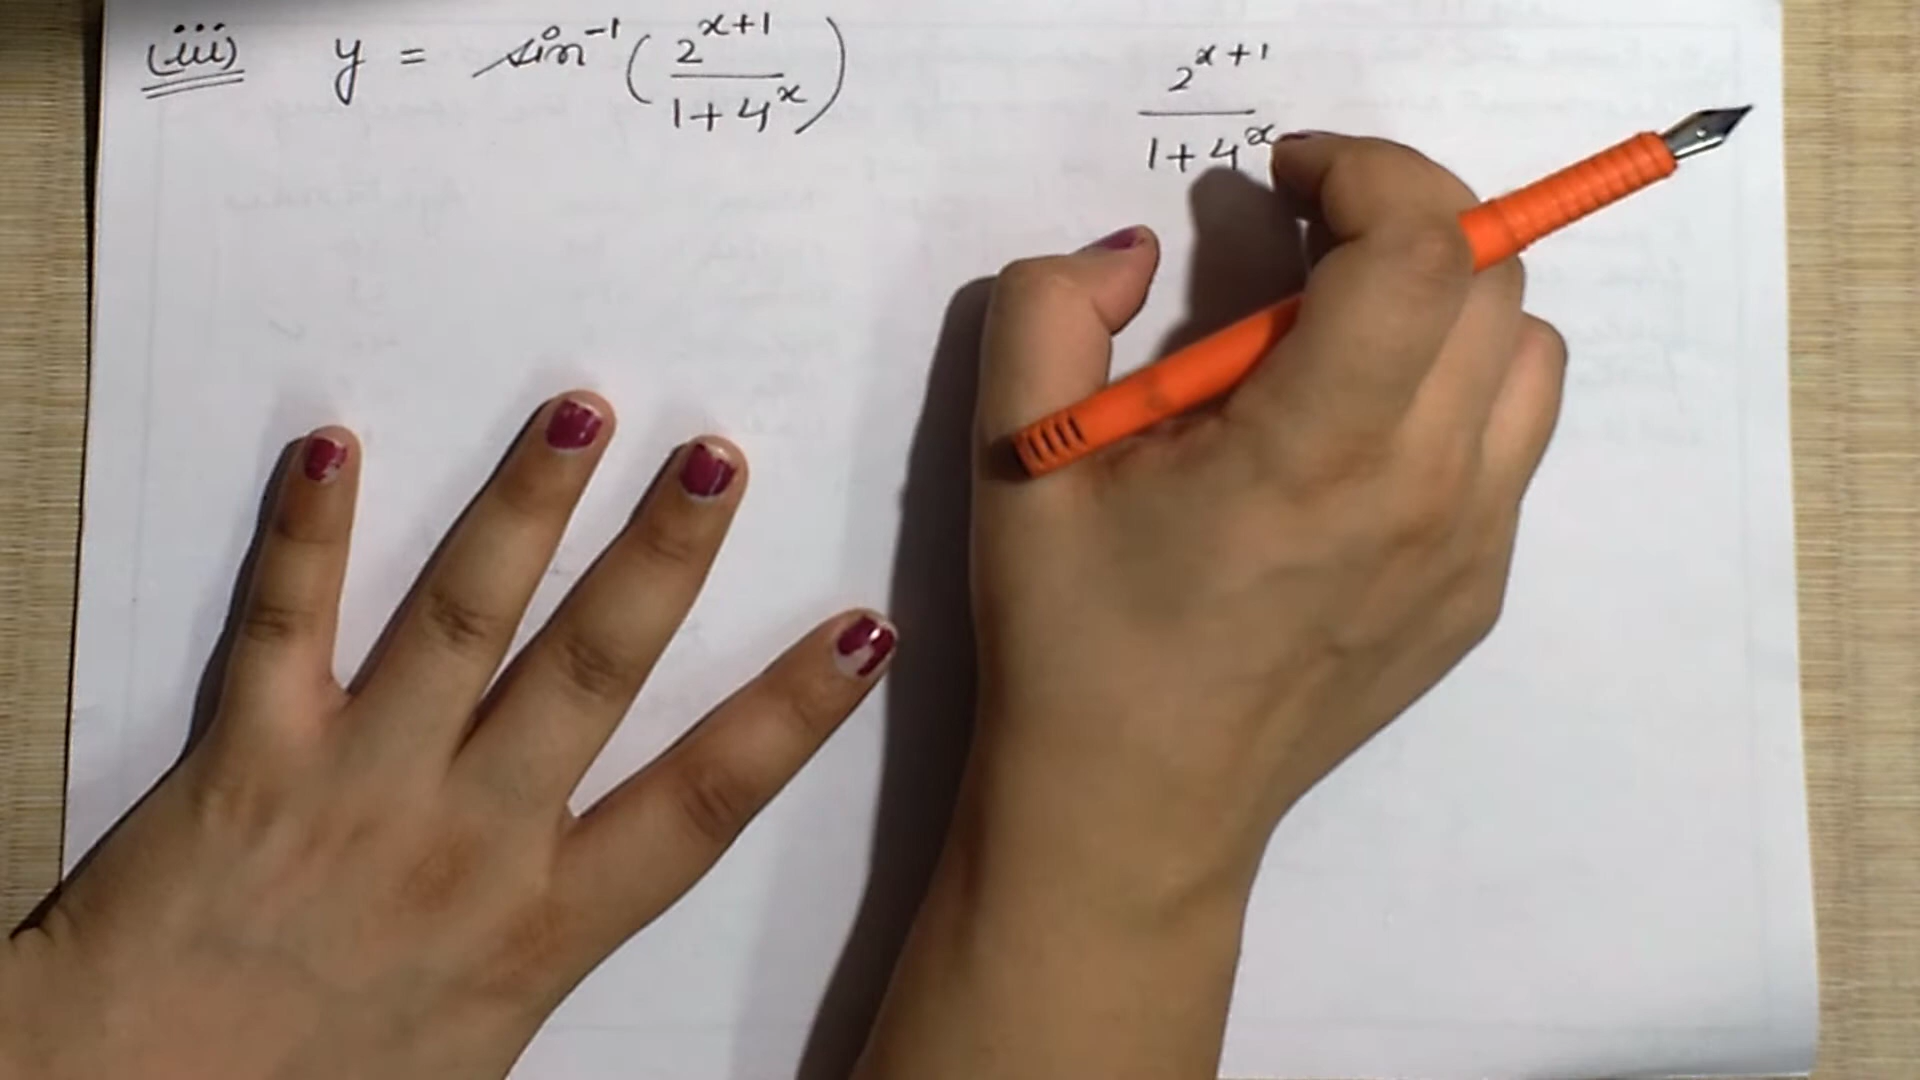 (iii) y = sin⁻¹(2^(x+1)/(1+4^x))
2^(x+1)/(1+4^x)